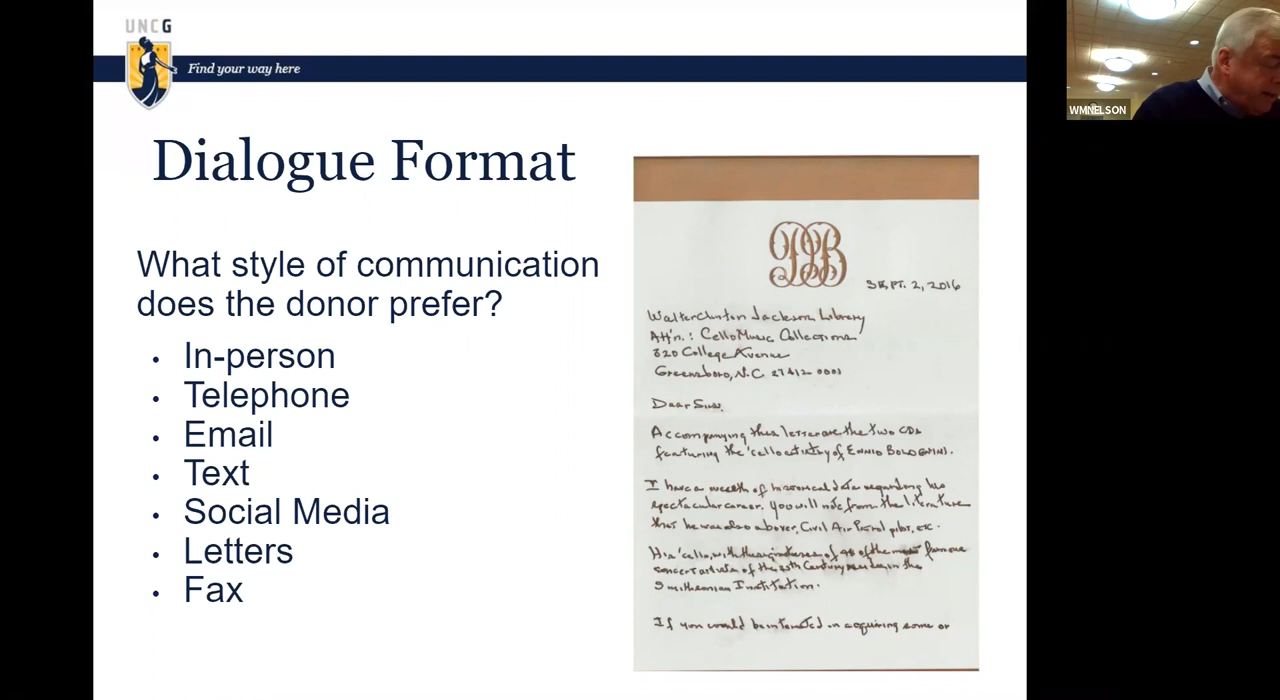 UNCG
Find your way here
WMNELSON
Dialogue Format
What style of communication
does the donor prefer?
• In-person
• Telephone
• Email
• Text
• Social Media
• Letters
• Fax
SEPT. 2, 2016
Walter Clinton Jackson Library
Att'n.: Cello Music Collections
320 College Avenue
Greensboro, N.C. 27412-0001
Dear Sirs,
Accompanying this letter are the two CDs
featuring the 'cello artistry of ENNIO BOLOGNINI.
I have a wealth of historical data regarding his
spectacular career. You will note from the literature
that he was also a boxer, Civil Air Patrol pilot, etc.
His 'cello, with the signatures of of the most famous
concert artists of the 20th Century in the
Smithsonian Institution.
If you would be interested in acquiring some or